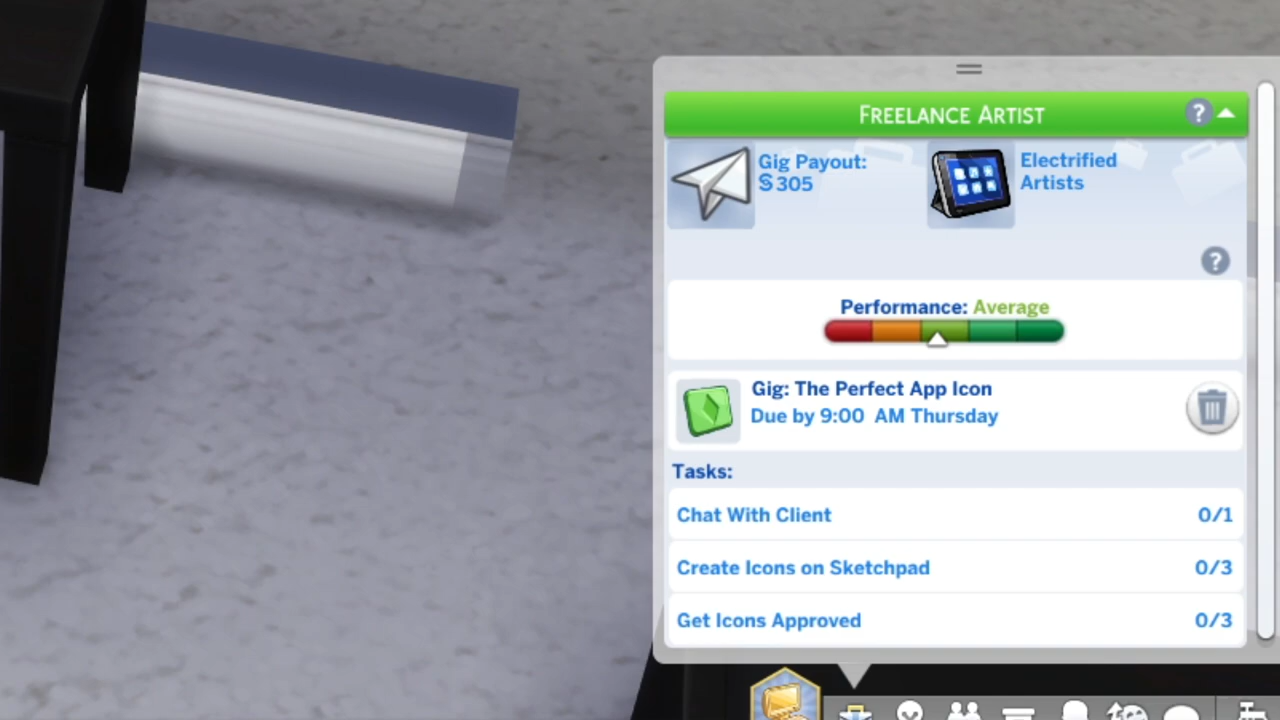 FREELANCE ARTIST
?
Gig Payout:
§305
Electrified
Artists
?
Performance: Average
Gig: The Perfect App Icon
Due by 9:00 AM Thursday
Tasks:
Chat With Client 0/1
Create Icons on Sketchpad 0/3
Get Icons Approved 0/3